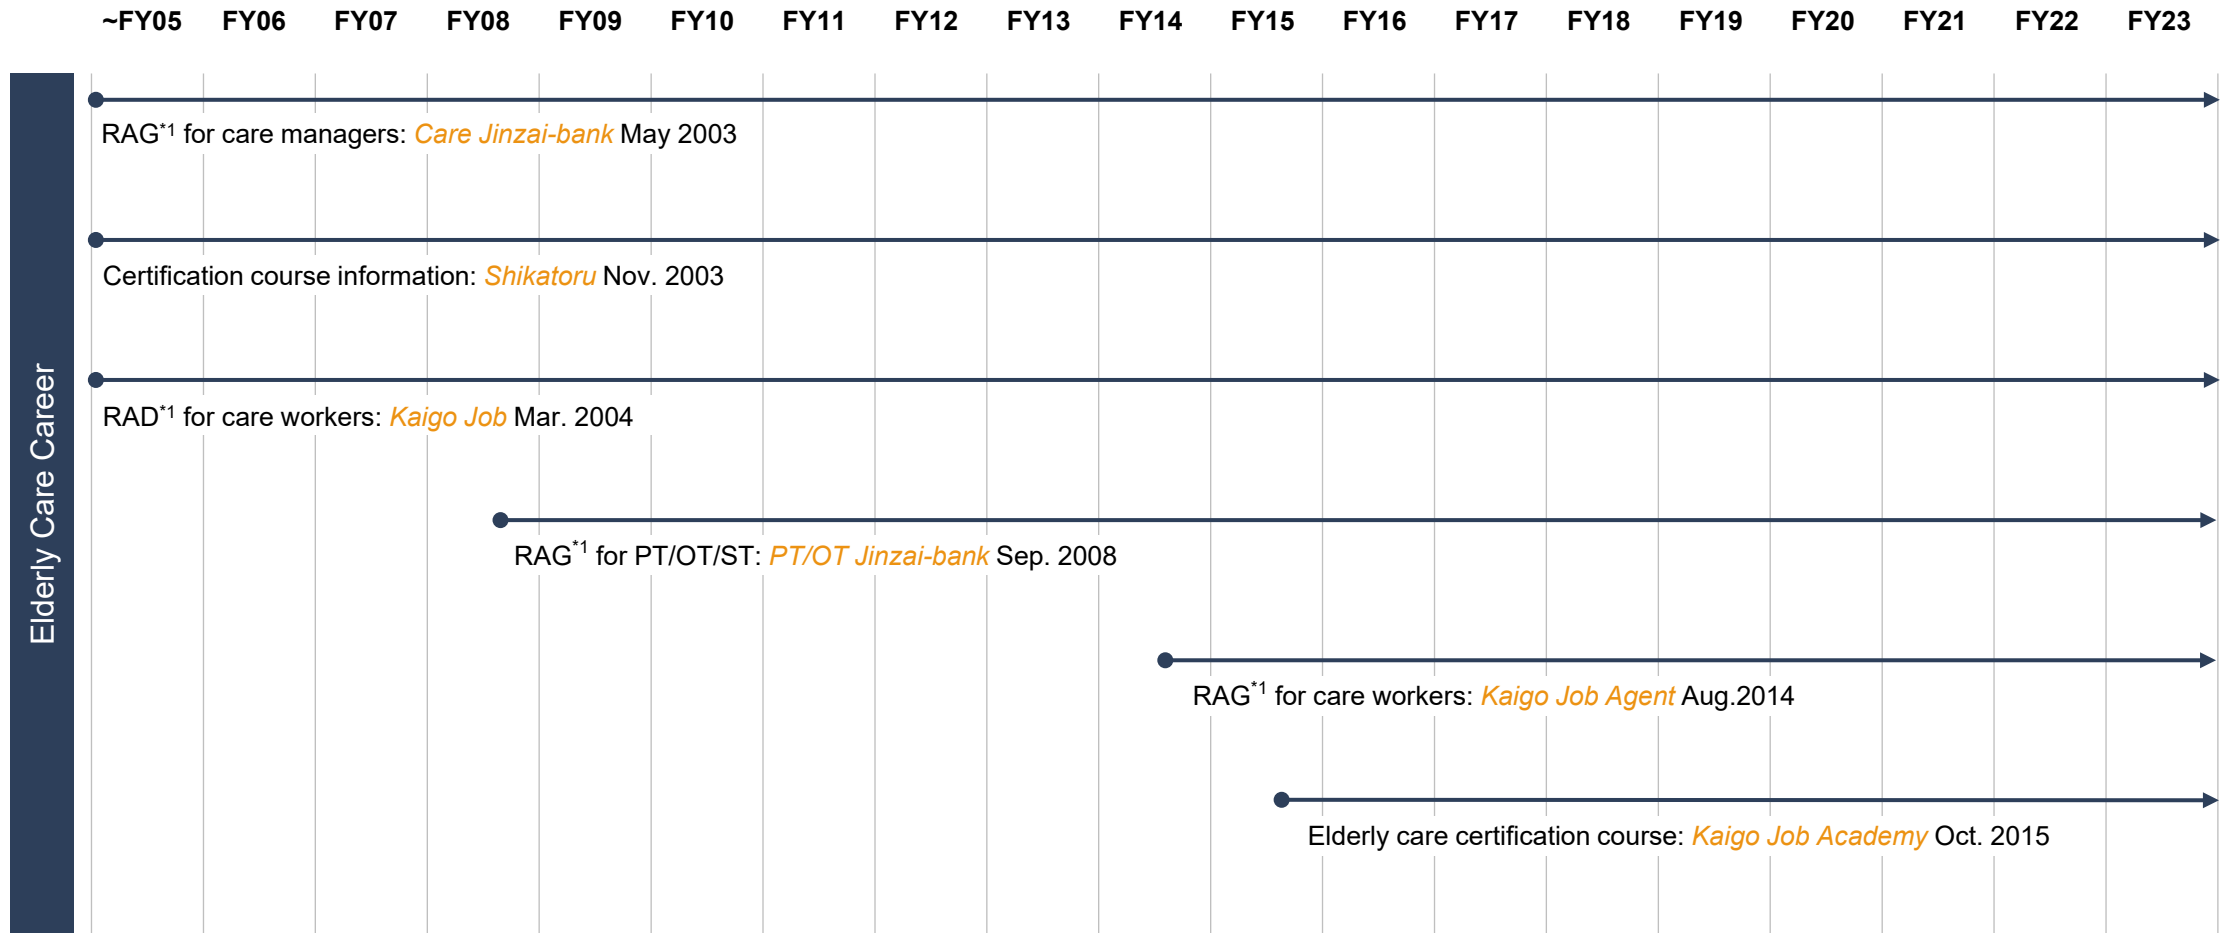 ~FY05 FY06 FY07 FY08 FY09 FY10 FY11 FY12 FY13 FY14 FY15 FY16 FY17 FY18 FY19 FY20 FY21 FY22 FY23
Elderly Care Career
RAG*1 for care managers: Care Jinzai-bank May 2003
Certification course information: Shikatoru Nov. 2003
RAD*1 for care workers: Kaigo Job Mar. 2004
RAG*1 for PT/OT/ST: PT/OT Jinzai-bank Sep. 2008
RAG*1 for care workers: Kaigo Job Agent Aug.2014
Elderly care certification course: Kaigo Job Academy Oct. 2015